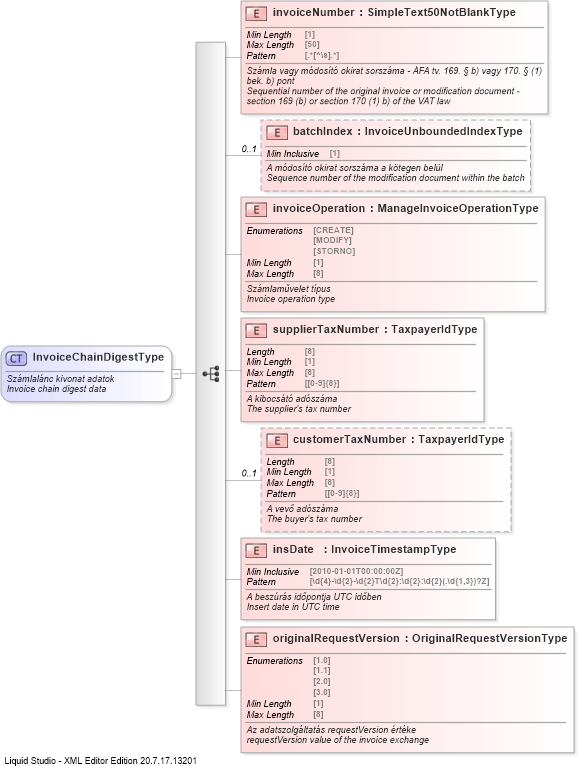 E invoiceNumber : SimpleText50NotBlankType
Min Length [1]
Max Length [50]
Pattern [.*[^\s].*]
Számla vagy módosító okirat sorszáma - ÁFA tv. 169. § b) vagy 170. § (1)
bek. b) pont
Sequential number of the original invoice or modification document -
section 169 (b) or section 170 (1) b) of the VAT law
0..1
E batchIndex : InvoiceUnboundedIndexType
Min Inclusive [1]
A módosító okirat sorszáma a kötegen belül
Sequence number of the modification document within the batch
E invoiceOperation : ManageInvoiceOperationType
Enumerations [CREATE]
[MODIFY]
[STORNO]
Min Length [1]
Max Length [8]
Számlaművelet típus
Invoice operation type
CT InvoiceChainDigestType
Számlalánc kivonat adatok
Invoice chain digest data
E supplierTaxNumber : TaxpayerIdType
Length [8]
Min Length [1]
Max Length [8]
Pattern [[0-9]{8}]
A kibocsátó adószáma
The supplier's tax number
0..1
E customerTaxNumber : TaxpayerIdType
Length [8]
Min Length [1]
Max Length [8]
Pattern [[0-9]{8}]
A vevő adószáma
The buyer's tax number
E insDate : InvoiceTimestampType
Min Inclusive [2010-01-01T00:00:00Z]
Pattern [\d{4}-\d{2}-\d{2}T\d{2}:\d{2}:\d{2}(.\d{1,3})?Z]
A beszúrás időpontja UTC időben
Insert date in UTC time
E originalRequestVersion : OriginalRequestVersionType
Enumerations [1.0]
[1.1]
[2.0]
[3.0]
Min Length [1]
Max Length [8]
Az adatszolgáltatás requestVersion értéke
requestVersion value of the invoice exchange
Liquid Studio - XML Editor Edition 20.7.17.13201